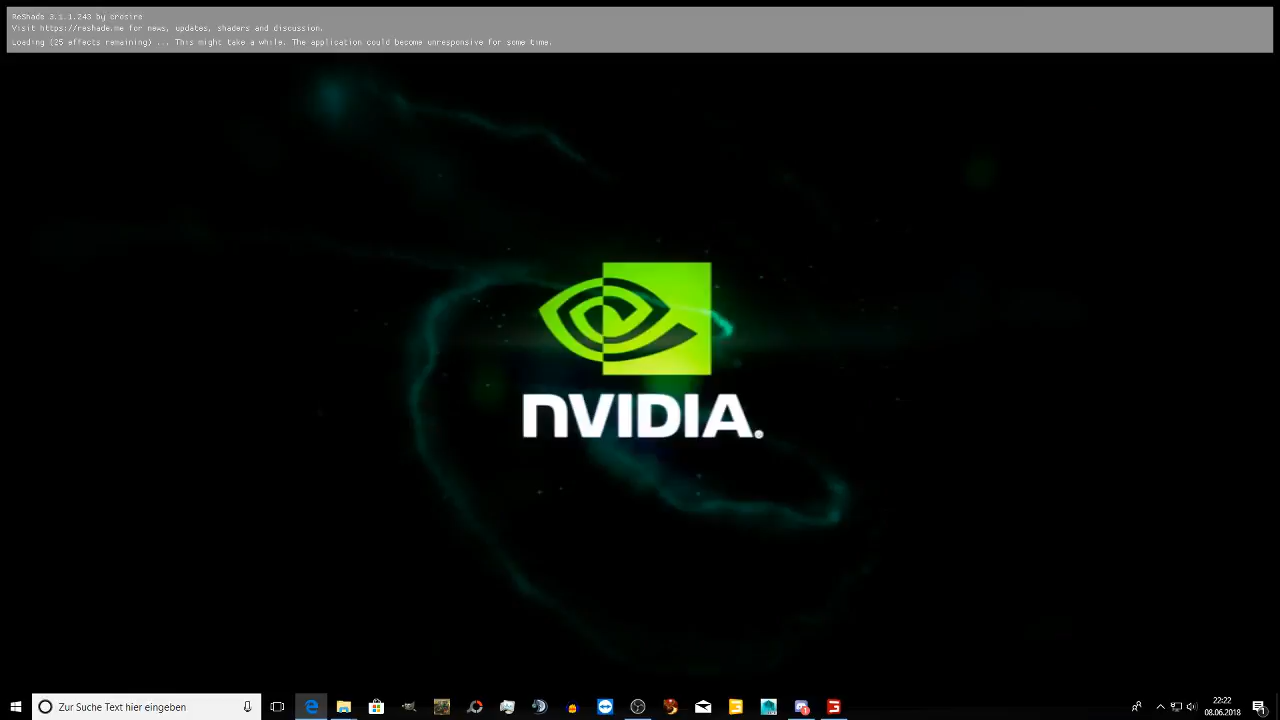 ReShade 3.1.1.243 by crosire
Visit https://reshade.me for news, updates, shaders and discussion.
Loading (25 effects remaining) ... This might take a while. The application could become unresponsive for some time.
NVIDIA.
Zur Suche Text hier eingeben
22:22
08.06.2018